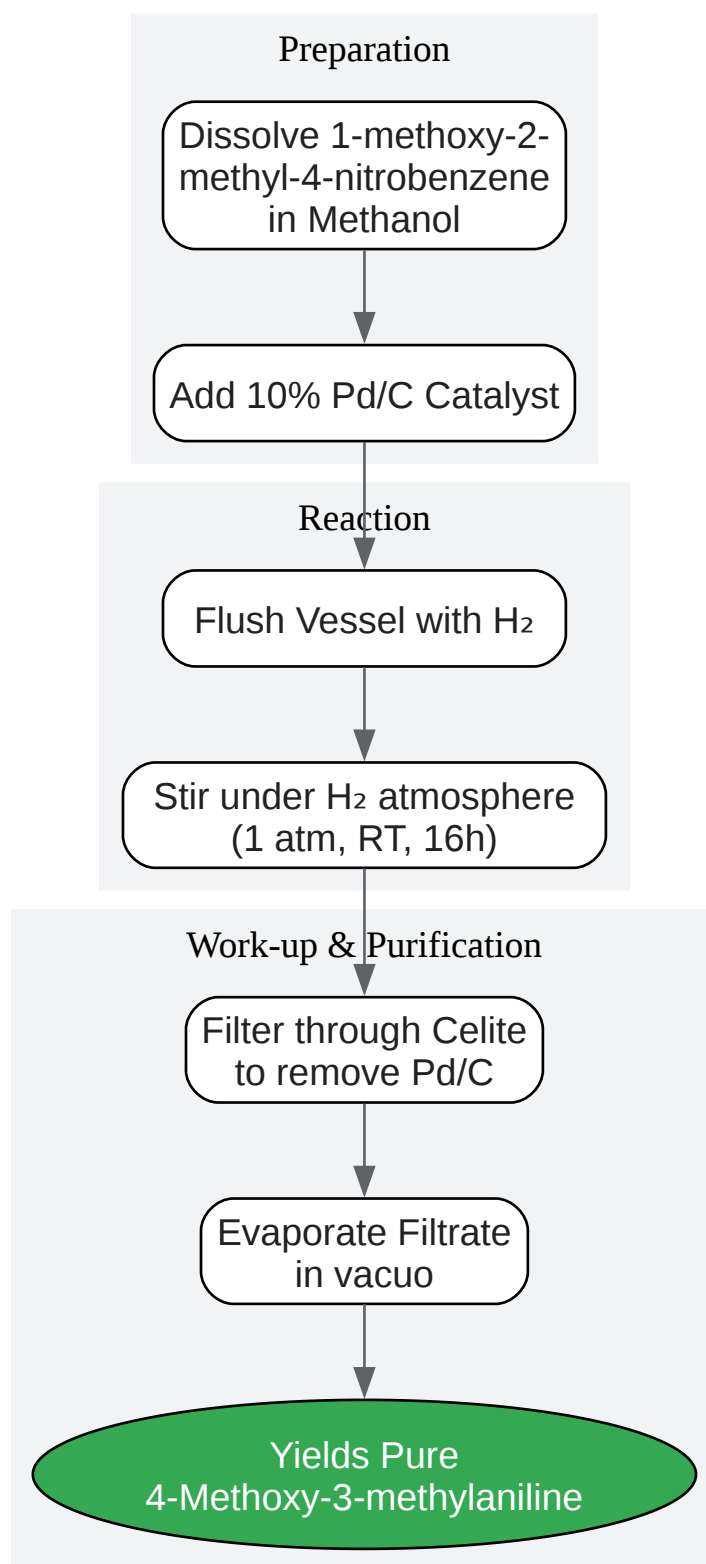 Preparation
Dissolve 1-methoxy-2-
methyl-4-nitrobenzene
in Methanol
Add 10% Pd/C Catalyst
Reaction
Flush Vessel with H₂
Stir under H₂ atmosphere
(1 atm, RT, 16h)
Work-up & Purification
Filter through Celite
to remove Pd/C
Evaporate Filtrate
in vacuo
Yields Pure
4-Methoxy-3-methylaniline